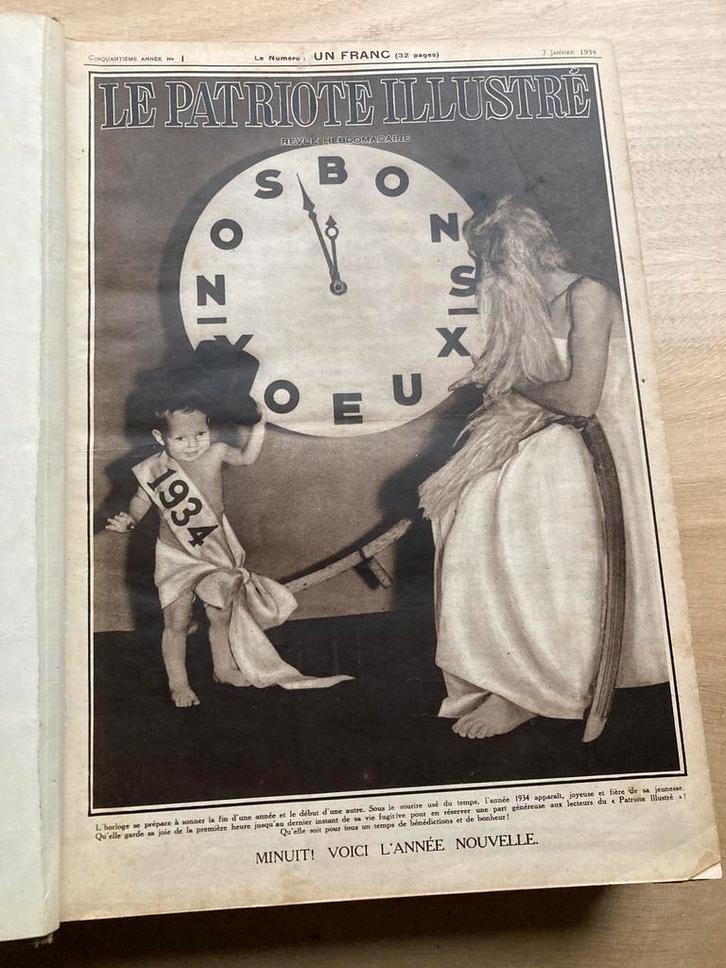 CINQUANTIÈME ANNÉE No 1
Le Numéro : UN FRANC (32 pages)
7 JANVIER 1934
LE PATRIOTE ILLUSTRÉ
REVUE HEBDOMADAIRE
NOS BONS
- VOEUX -
1934
L'horloge se prépare à sonner la fin d'une année et le début d'une autre. Sous le sourire usé du temps, l'année 1934 apparaît, joyeuse et fière de sa jeunesse.
Qu'elle garde sa joie de la première heure jusqu'au dernier instant de sa vie fugitive pour en réserver une part généreuse aux lecteurs du « Patriote Illustré » !
Qu'elle soit pour tous un temps de bénédictions et de bonheur !
MINUIT! VOICI L'ANNÉE NOUVELLE.